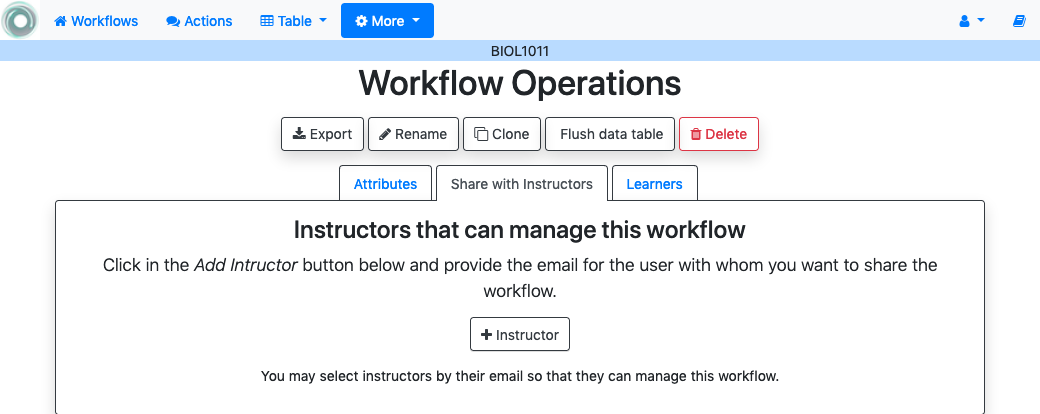 Workflows Actions Table More
BIOL1011
Workflow Operations
Export Rename Clone Flush data table Delete
Attributes Share with Instructors Learners
Instructors that can manage this workflow
Click in the Add Intructor button below and provide the email for the user with whom you want to share the
workflow.
+ Instructor
You may select instructors by their email so that they can manage this workflow.